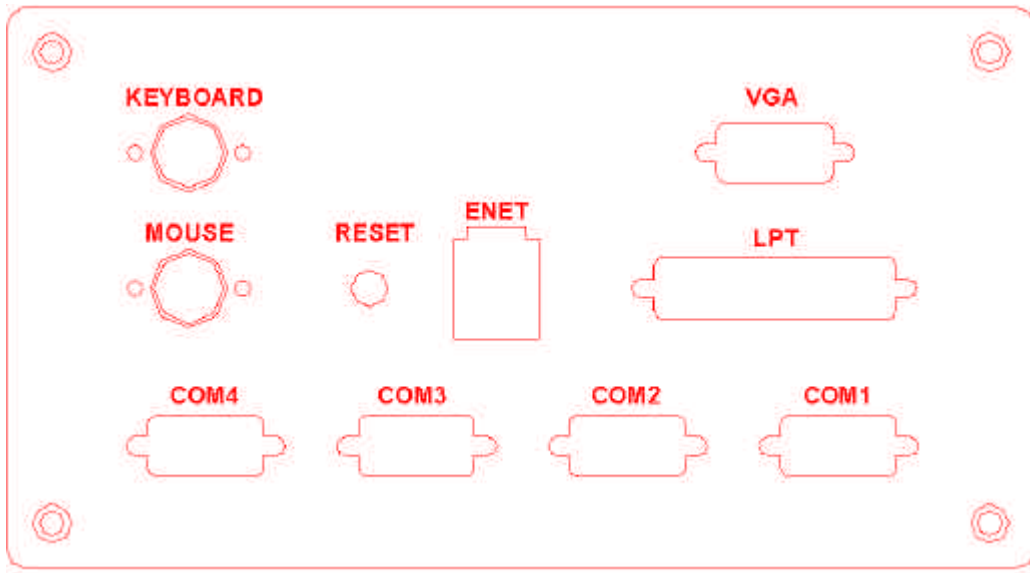 KEYBOARD
VGA
ENET
MOUSE
RESET
LPT
COM4
COM3
COM2
COM1